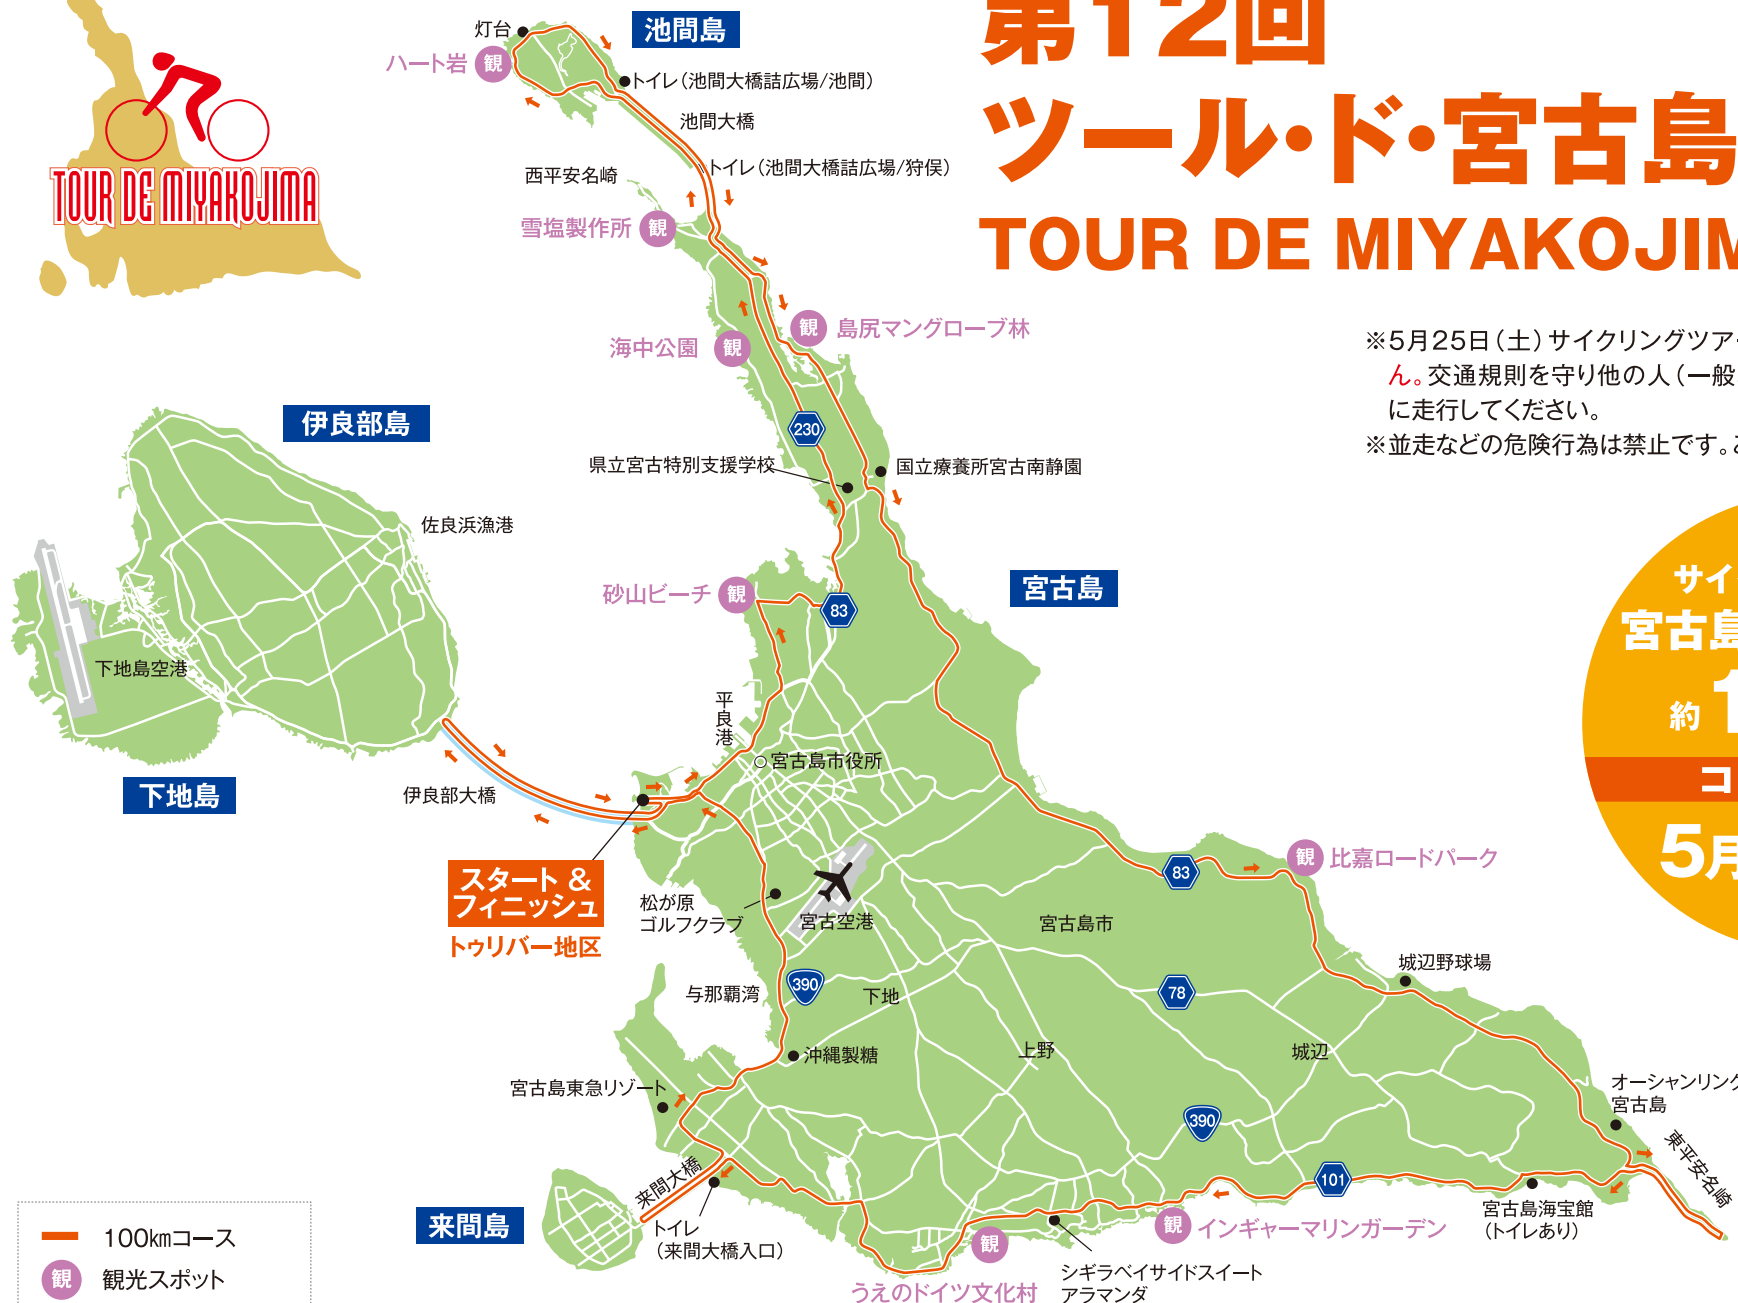 第12回
ツール・ド・宮古島
TOUR DE MIYAKOJIM
TOUR DE MIYAKOJIMA
※5月25日（土）サイクリングツア
ん。交通規則を守り他の人（一般
に走行してください。
※並走などの危険行為は禁止です。
サイ
宮古島
約 1
コ
5月
池間島
灯台
ハート岩
観
トイレ（池間大橋詰広場/池間）
池間大橋
トイレ（池間大橋詰広場/狩俣）
西平安名崎
雪塩製作所
観
観
島尻マングローブ林
海中公園
観
伊良部島
230
県立宮古特別支援学校
国立療養所宮古南静園
佐良浜漁港
宮古島
砂山ビーチ
観
83
下地島空港
平良港
宮古島市役所
下地島
伊良部大橋
スタート &
フィニッシュ
トゥリバー地区
松が原
ゴルフクラブ
宮古空港
83
観
比嘉ロードパーク
宮古島市
城辺野球場
与那覇湾
390
下地
78
沖縄製糖
上野
城辺
宮古島東急リゾート
オーシャンリンク
宮古島
390
東平安名崎
来間大橋
101
来間島
トイレ
（来間大橋入口）
宮古島海宝館
（トイレあり）
観
インギャーマリンガーデン
観
うえのドイツ文化村
シギラベイサイドスイート
アラマンダ
100㎞コース
観
観光スポット